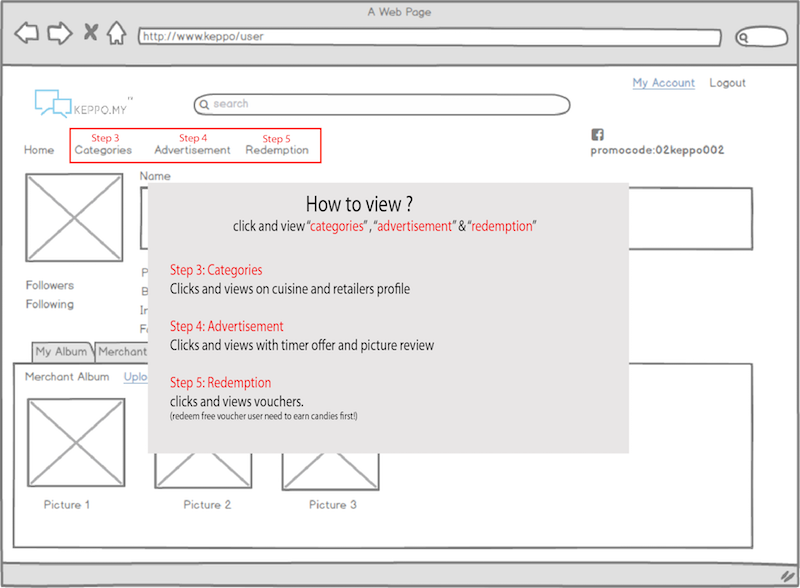 A Web Page
http://www.keppo/user
My Account Logout
KEPPO.MY
search
Step 3 Step 4 Step 5
Home Categories Advertisement Redemption
promocode:02keppo002
Name
How to view ?
click and view “categories” , “advertisement” & “redemption”
Step 3: Categories
Clicks and views on cuisine and retailers profile
Followers
Following
Step 4: Advertisement
Clicks and views with timer offer and picture review
My Album Merchant
Merchant Album
Step 5: Redemption
clicks and views vouchers.
(redeem free voucher user need to earn candies first!)
Picture 1 Picture 2 Picture 3